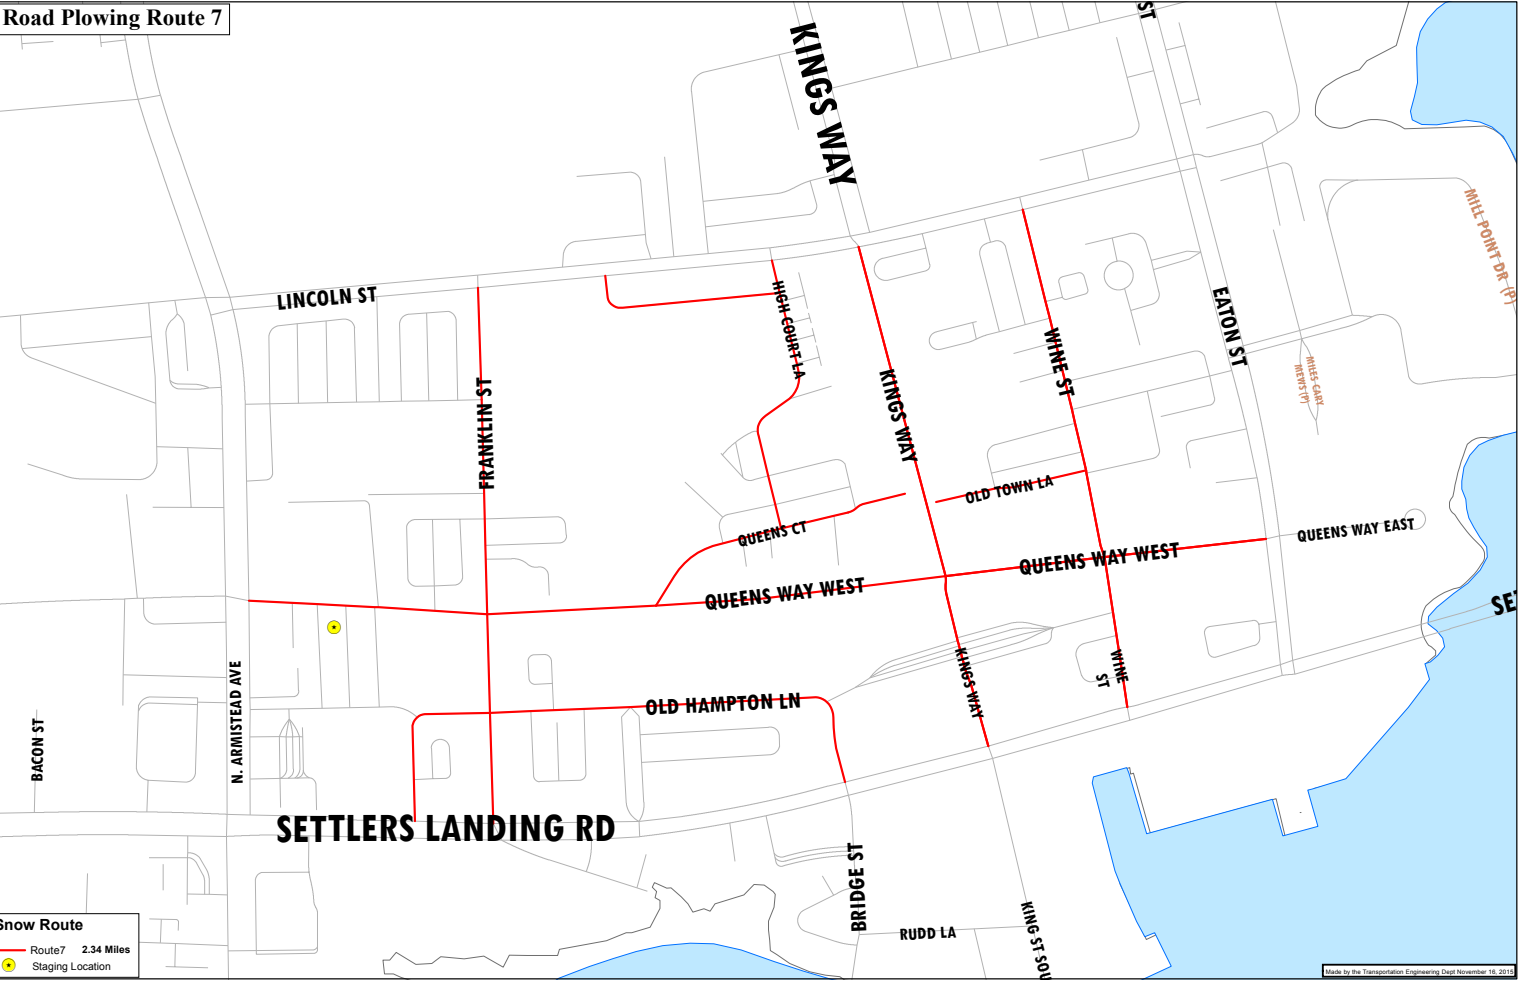 Road Plowing Route 7
KINGS WAY
ST
MILL POINT DR (P)
LINCOLN ST
HIGH COURT LA
EATON ST
WINE ST
MILES CARY
MEWS (P)
FRANKLIN ST
KINGS WAY
OLD TOWN LA
QUEENS CT
QUEENS WAY EAST
QUEENS WAY WEST
QUEENS WAY WEST
SET
N. ARMISTEAD AVE
KINGS WAY
WINE
ST
OLD HAMPTON LN
BACON ST
SETTLERS LANDING RD
BRIDGE ST
RUDD LA
KING ST SOU
Snow Route
Route7 2.34 Miles
Staging Location
Made by the Transportation Engineering Dept November 16, 2015